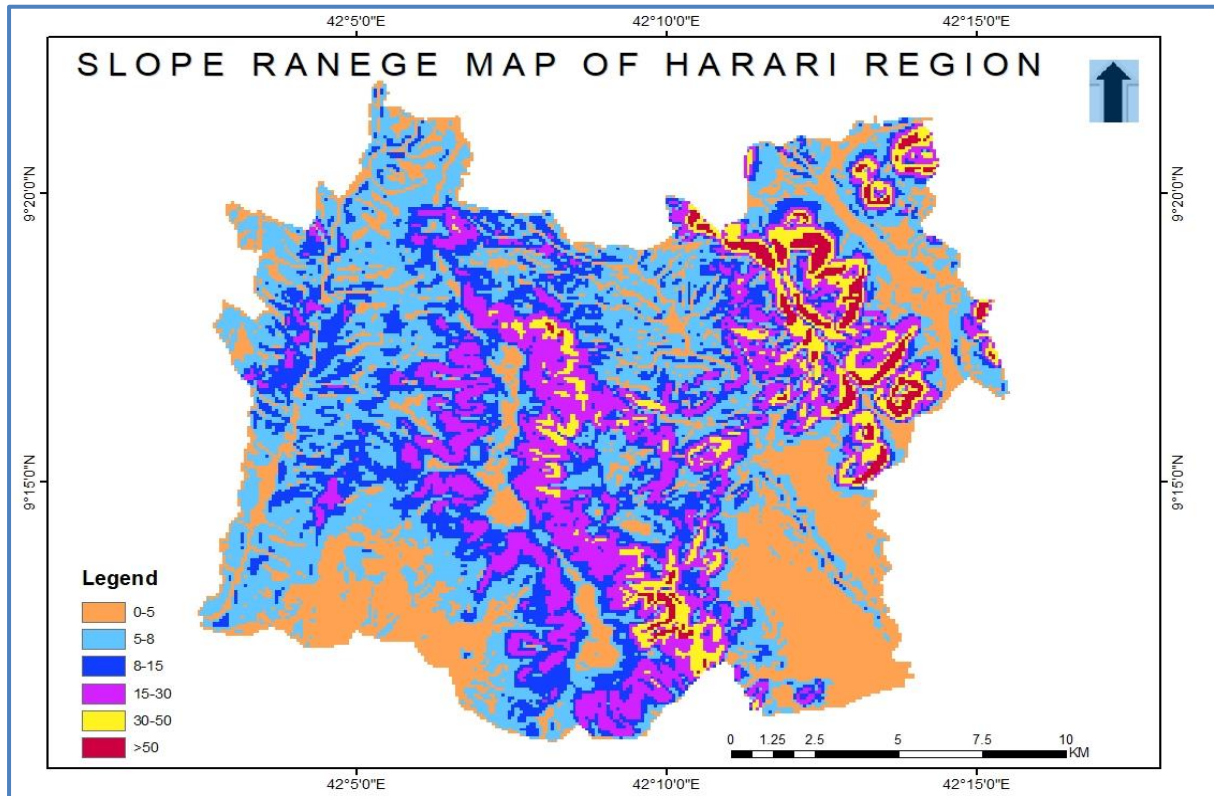 42°5'0"E 42°10'0"E 42°15'0"E
SLOPE RANEGE MAP OF HARARI REGION
9°20'0"N 9°20'0"N
9°15'0"N 9°15'0"N
Legend
0-5
5-8
8-15
15-30
30-50
>50
0 1.25 2.5 5 7.5 10
KM
42°5'0"E 42°10'0"E 42°15'0"E